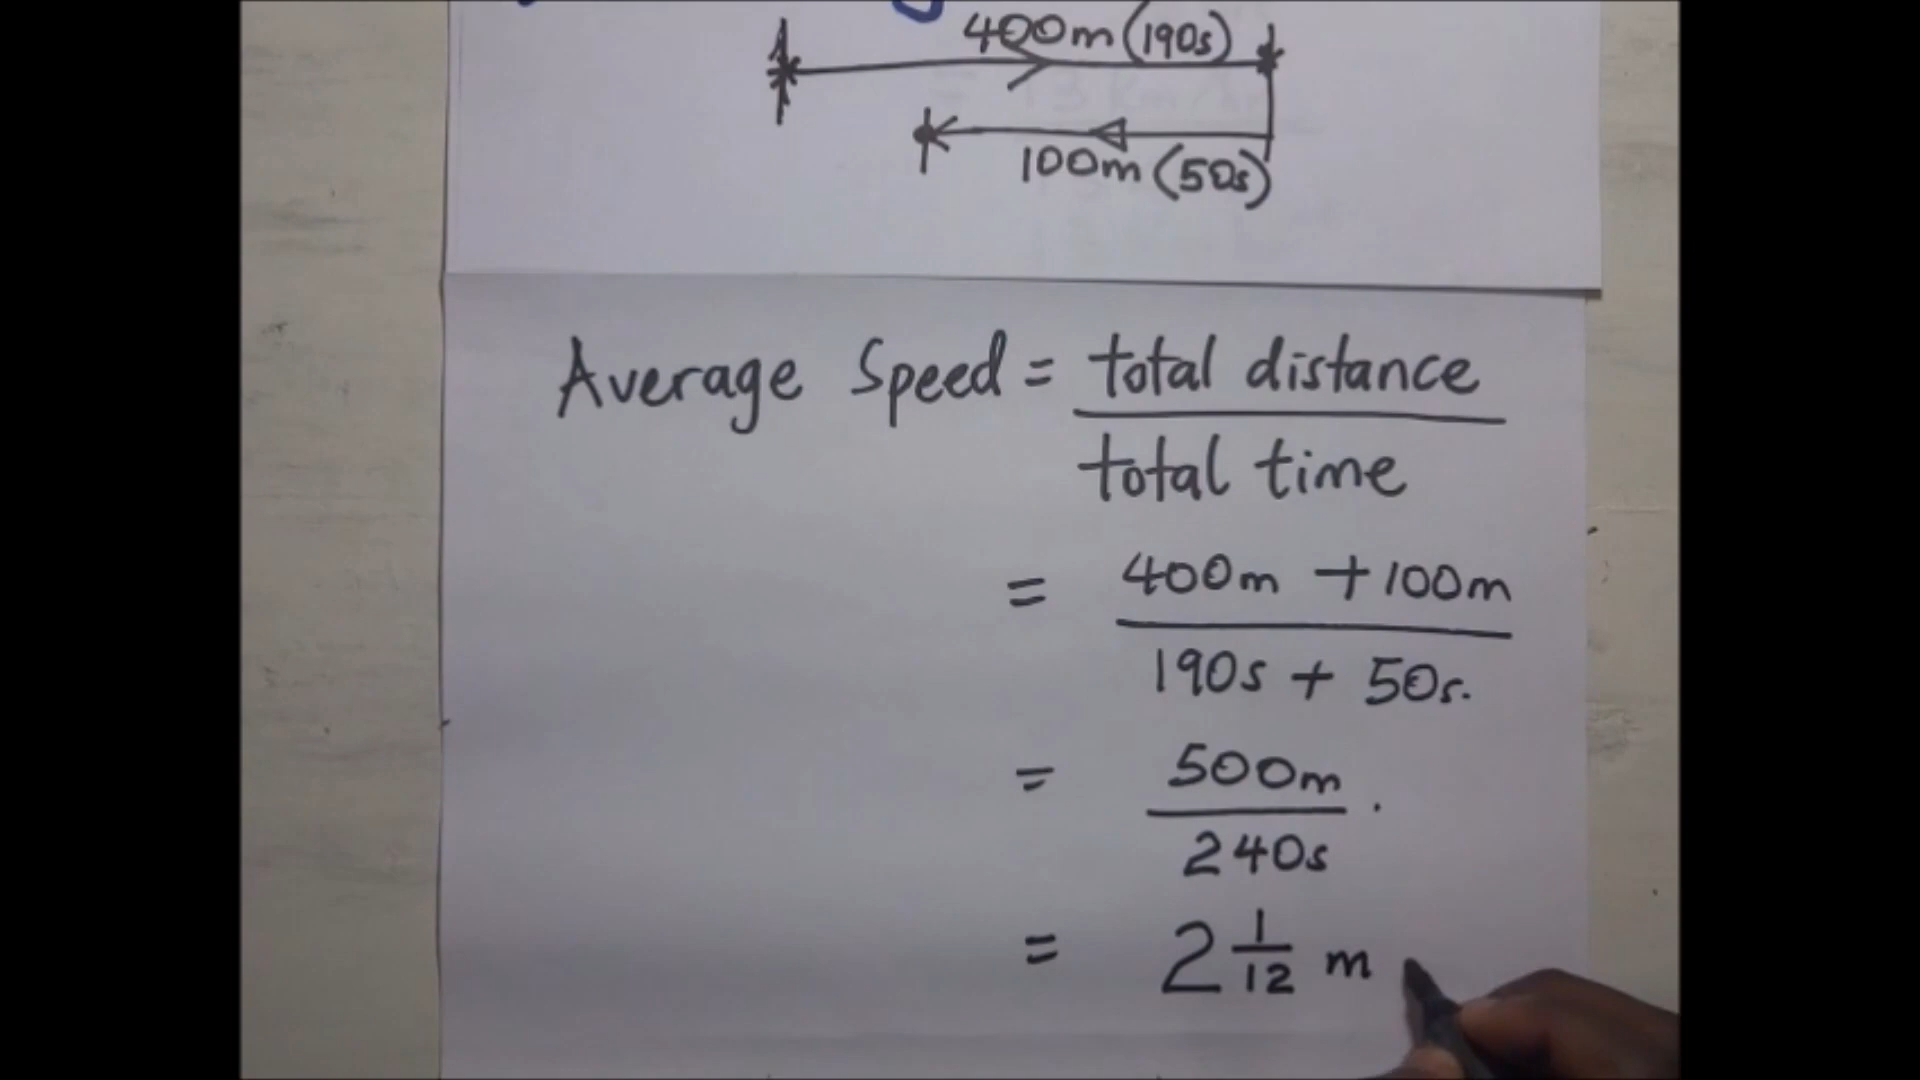 400m (190s)
100m (50s)
Average Speed = total distance
total time
= 400m + 100m
190s + 50s.
= 500m .
240s
= 2 1/12 m